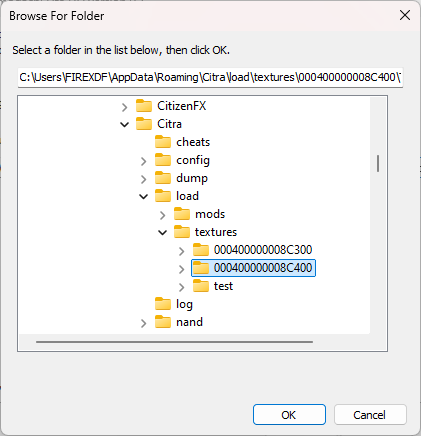 Browse For Folder
Select a folder in the list below, then click OK.
C:\Users\FIREXDF\AppData\Roaming\Citra\load\textures\000400000008C400\
CitizenFX
Citra
cheats
config
dump
load
mods
textures
000400000008C300
000400000008C400
test
log
nand
OK
Cancel